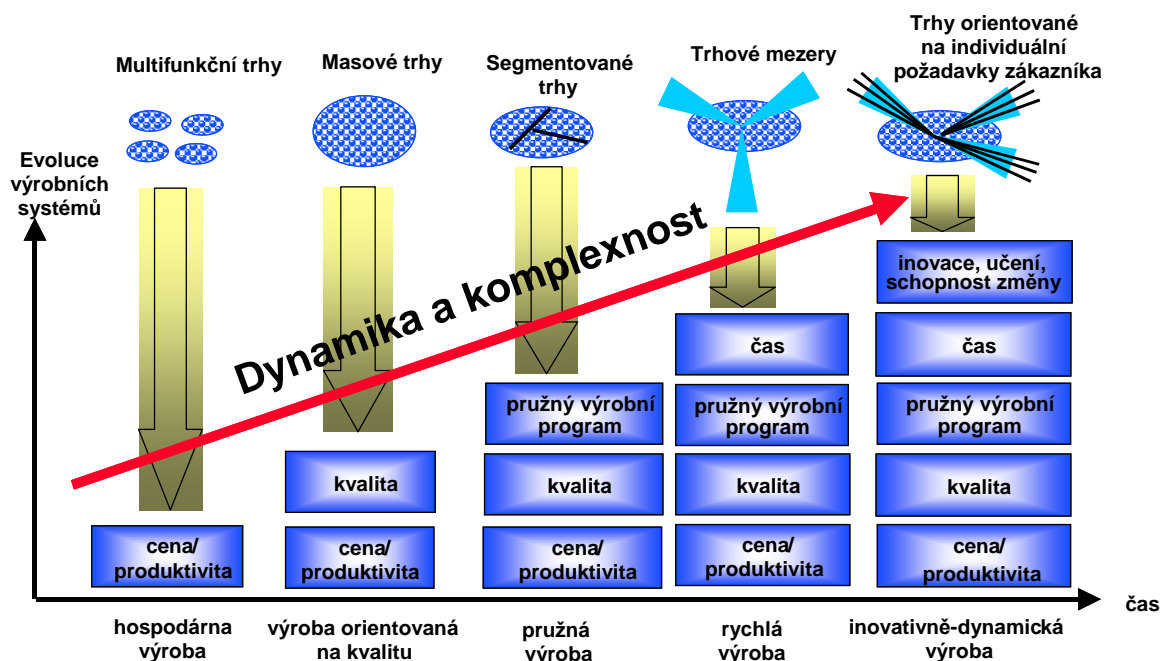 Multifunkční trhy
Masové trhy
Segmentované
trhy
Trhové mezery
Trhy orientované
na individuální
požadavky zákazníka
Evoluce
výrobních
systémů
Dynamika a komplexnost
inovace, učení,
schopnost změny
čas
čas
pružný výrobní
program
pružný výrobní
program
pružný výrobní
program
kvalita
kvalita
kvalita
kvalita
cena/
produktivita
cena/
produktivita
cena/
produktivita
cena/
produktivita
cena/
produktivita
čas
hospodárna
výroba
výroba orientovaná
na kvalitu
pružná
výroba
rychlá
výroba
inovativně-dynamická
výroba